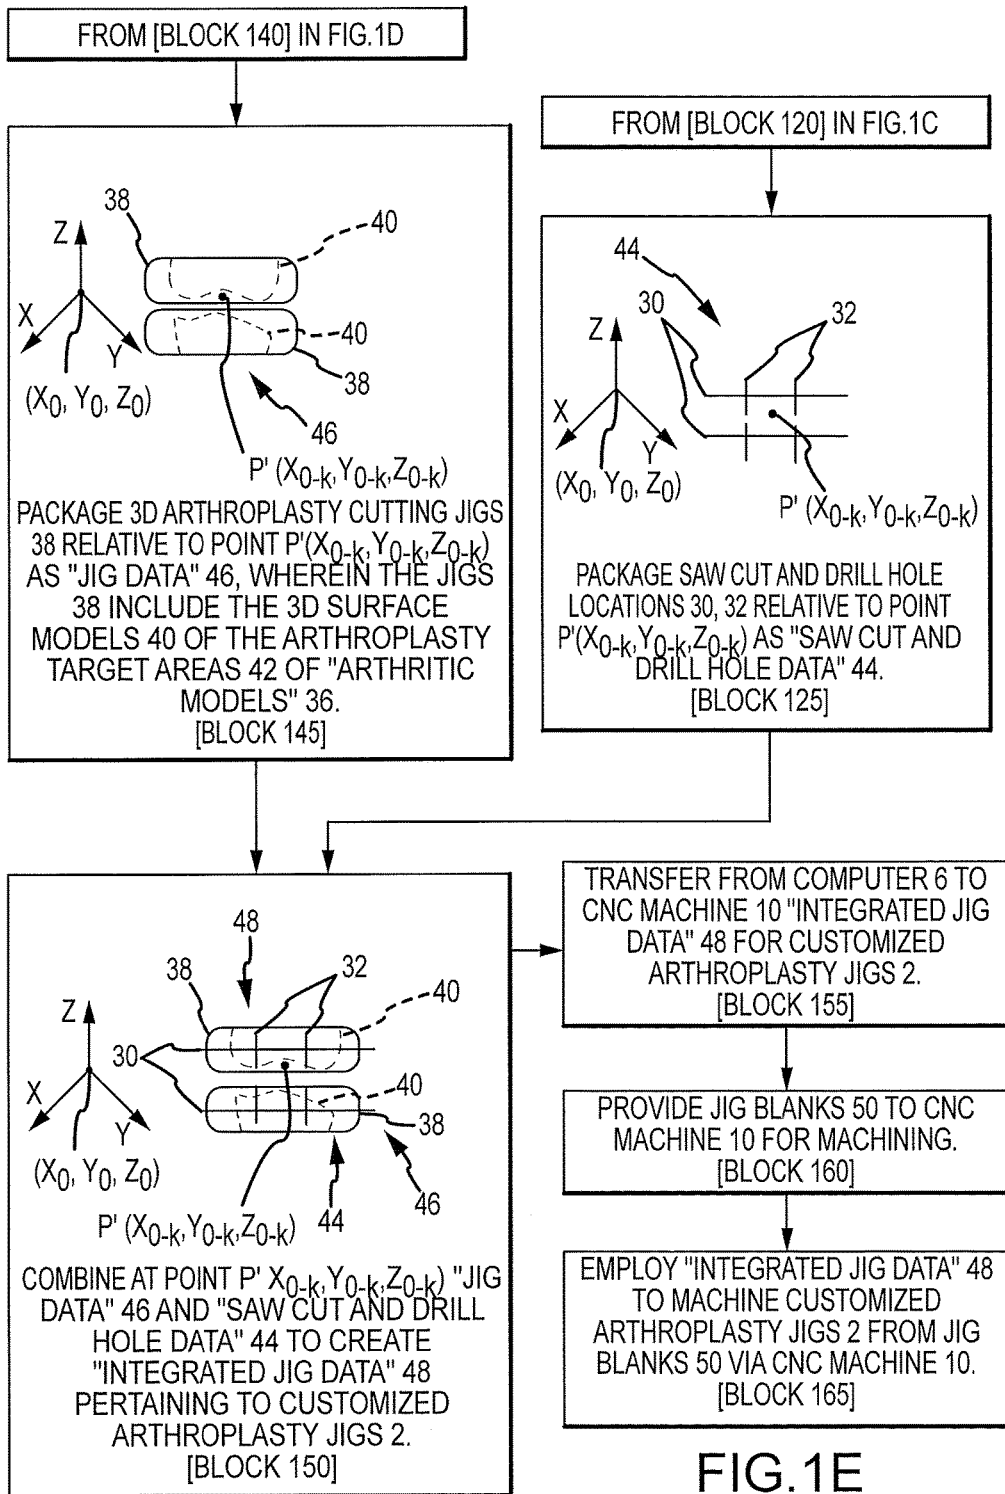 FROM [BLOCK 140] IN FIG.1D
38
40
Z
X
Y
40
38
(X0, Y0, Z0)
46
P' (X0-k,Y0-k,Z0-k)
PACKAGE 3D ARTHROPLASTY CUTTING JIGS
38 RELATIVE TO POINT P'(X0-k,Y0-k,Z0-k)
AS "JIG DATA" 46, WHEREIN THE JIGS
38 INCLUDE THE 3D SURFACE
MODELS 40 OF THE ARTHROPLASTY
TARGET AREAS 42 OF "ARTHRITIC
MODELS" 36.
[BLOCK 145]
FROM [BLOCK 120] IN FIG.1C
44
30
32
Z
X
Y
(X0, Y0, Z0)
P' (X0-k,Y0-k,Z0-k)
PACKAGE SAW CUT AND DRILL HOLE
LOCATIONS 30, 32 RELATIVE TO POINT
P'(X0-k,Y0-k,Z0-k) AS "SAW CUT AND
DRILL HOLE DATA" 44.
[BLOCK 125]
48
38
32
40
Z
30
X
Y
40
38
(X0, Y0, Z0)
46
44
P' (X0-k,Y0-k,Z0-k)
COMBINE AT POINT P' X0-k,Y0-k,Z0-k) "JIG
DATA" 46 AND "SAW CUT AND DRILL
HOLE DATA" 44 TO CREATE
"INTEGRATED JIG DATA" 48
PERTAINING TO CUSTOMIZED
ARTHROPLASTY JIGS 2.
[BLOCK 150]
TRANSFER FROM COMPUTER 6 TO
CNC MACHINE 10 "INTEGRATED JIG
DATA" 48 FOR CUSTOMIZED
ARTHROPLASTY JIGS 2.
[BLOCK 155]
PROVIDE JIG BLANKS 50 TO CNC
MACHINE 10 FOR MACHINING.
[BLOCK 160]
EMPLOY "INTEGRATED JIG DATA" 48
TO MACHINE CUSTOMIZED
ARTHROPLASTY JIGS 2 FROM JIG
BLANKS 50 VIA CNC MACHINE 10.
[BLOCK 165]
FIG.1E